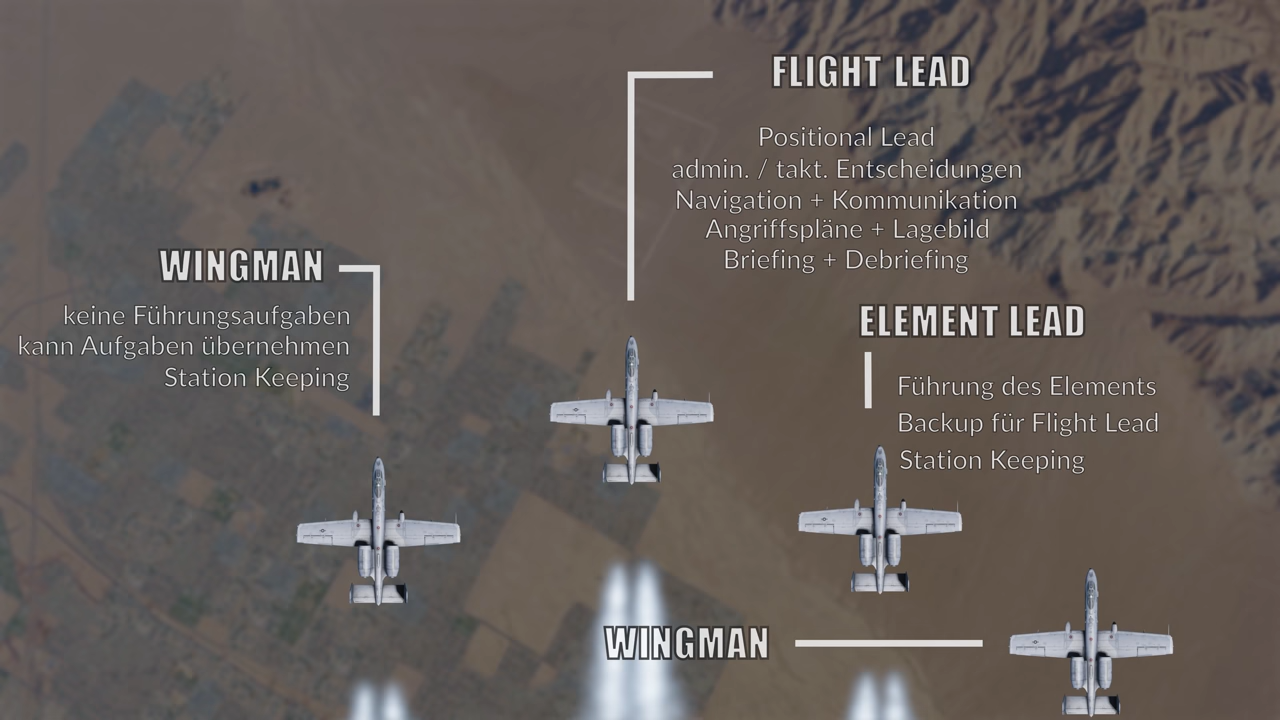 FLIGHT LEAD
Positional Lead
admin. / takt. Entscheidungen
Navigation + Kommunikation
Angriffspläne + Lagebild
Briefing + Debriefing
WINGMAN
keine Führungsaufgaben
kann Aufgaben übernehmen
Station Keeping
ELEMENT LEAD
Führung des Elements
Backup für Flight Lead
Station Keeping
WINGMAN